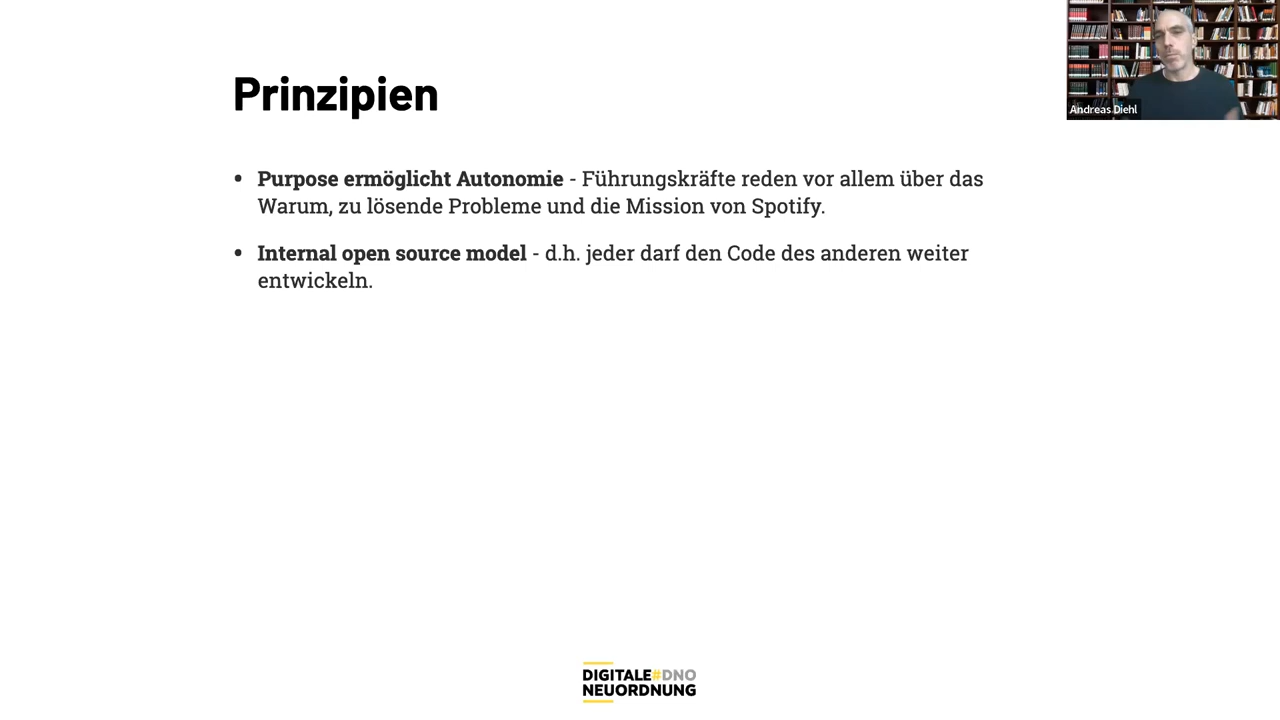 Prinzipien
Andreas Diehl
• Purpose ermöglicht Autonomie - Führungskräfte reden vor allem über das
Warum, zu lösende Probleme und die Mission von Spotify.
• Internal open source model - d.h. jeder darf den Code des anderen weiter
entwickeln.
DIGITALE#DNO
NEUORDNUNG